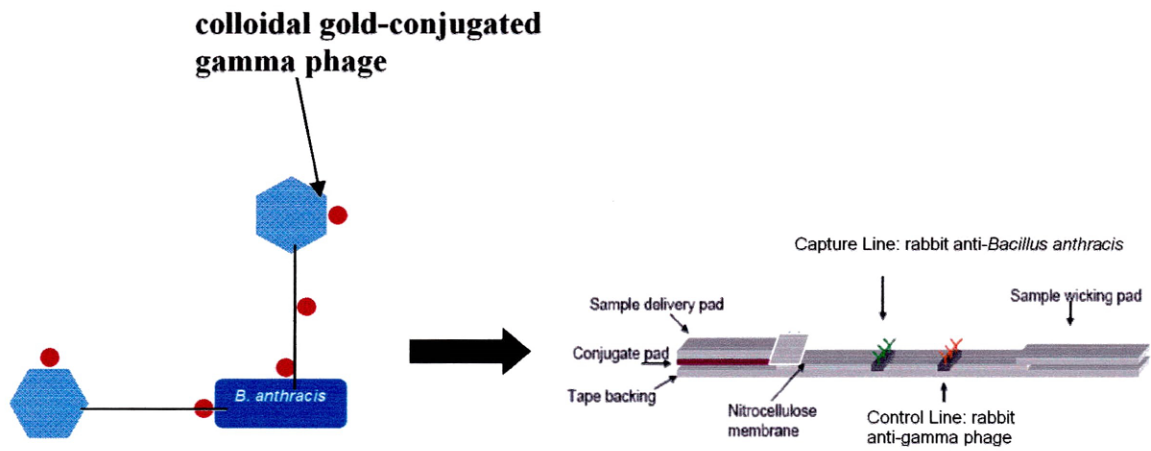 colloidal gold-conjugated
gamma phage
B. anthracis
Capture Line: rabbit anti-Bacillus anthracis
Sample delivery pad
Sample wicking pad
Conjugate pad
Tape backing
Nitrocellulose
membrane
Control Line: rabbit
anti-gamma phage